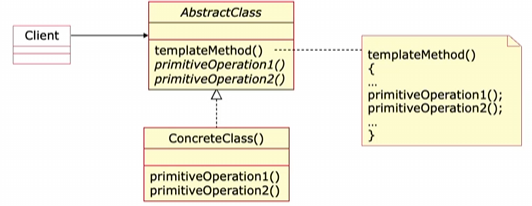 Client
AbstractClass
templateMethod()
primitiveOperation1()
primitiveOperation2()
templateMethod()
{
...
primitiveOperation1();
primitiveOperation2();
...
}
ConcreteClass()
primitiveOperation1()
primitiveOperation2()